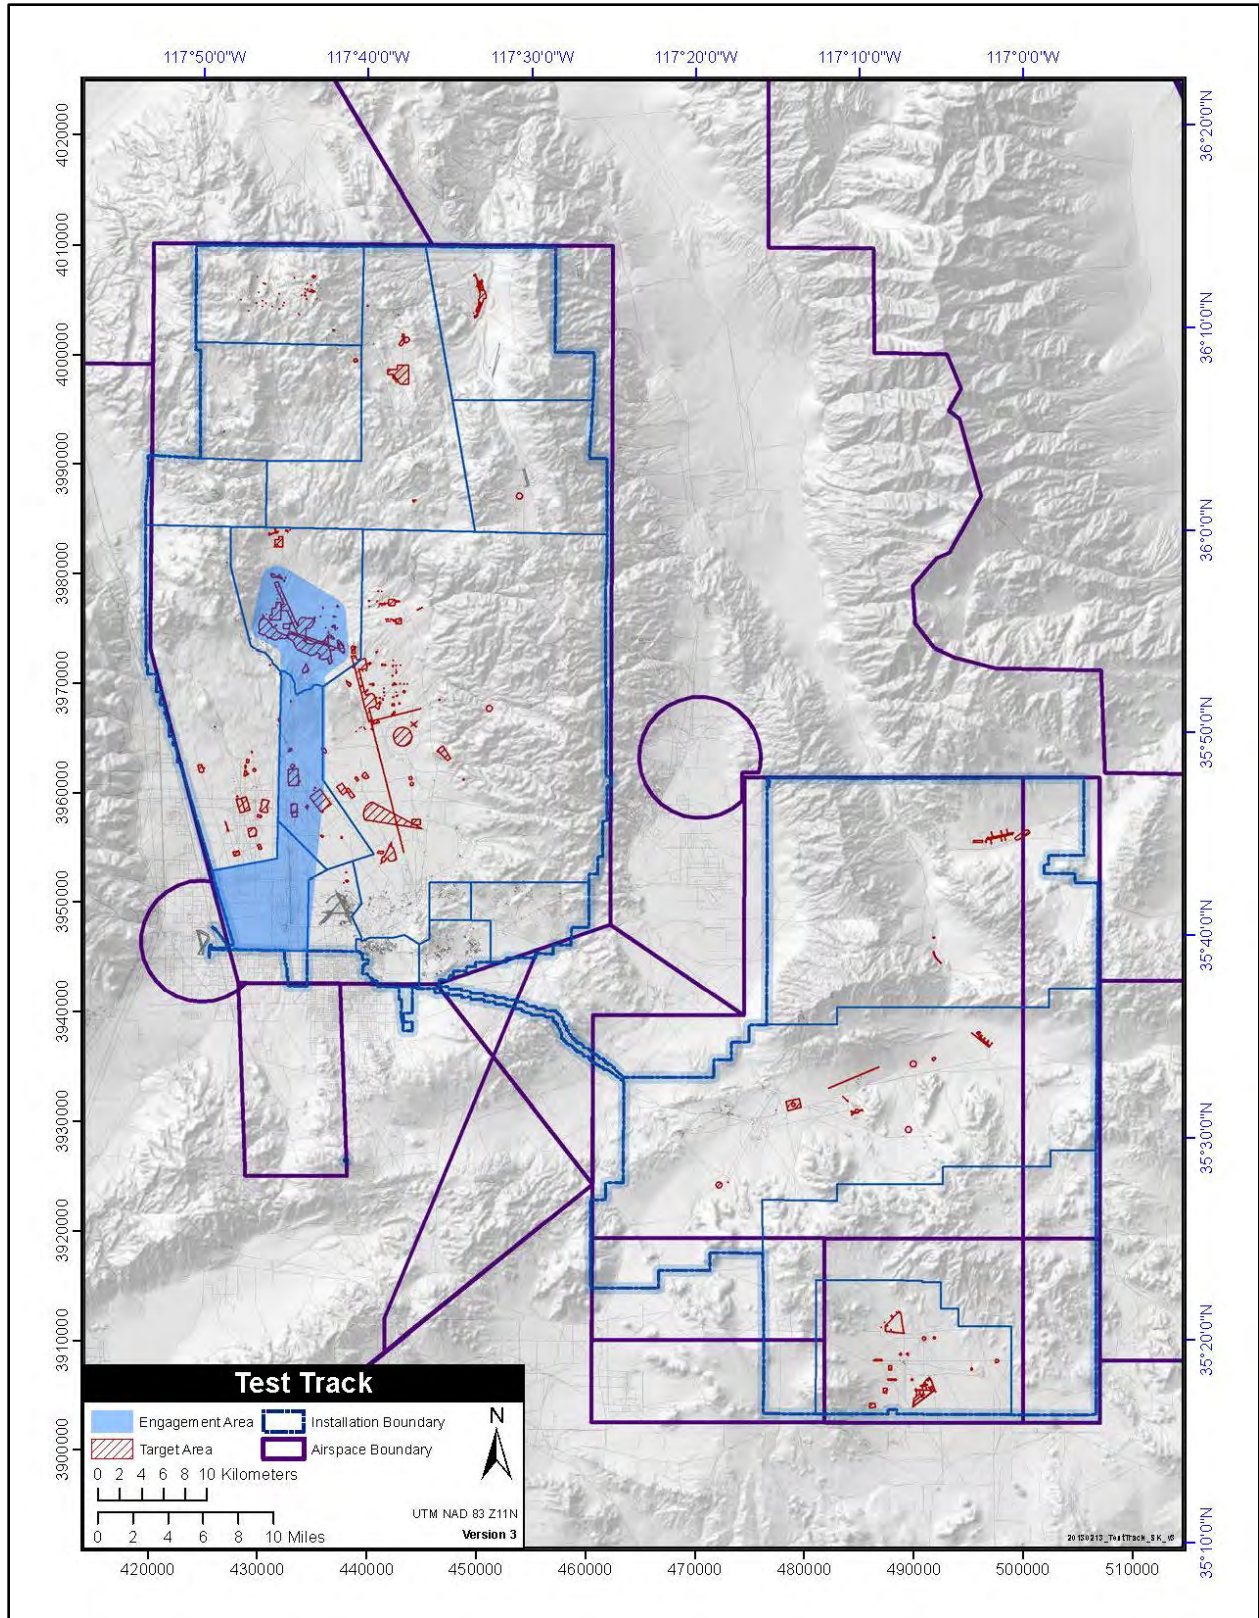 117°50'0"W 117°40'0"W 117°30'0"W 117°20'0"W 117°10'0"W 117°0'0"W
4020000
4010000
4000000
3990000
3980000
3970000
3960000
3950000
3940000
3930000
3920000
3910000
3900000
36°20'0"N
36°10'0"N
36°0'0"N
35°50'0"N
35°40'0"N
35°30'0"N
35°20'0"N
35°10'0"N
Test Track
Engagement Area
Installation Boundary
Target Area
Airspace Boundary
N
0 2 4 6 8 10 Kilometers
0 2 4 6 8 10 Miles
UTM NAD 83 Z11N
Version 3
420000 430000 440000 450000 460000 470000 480000 490000 500000 510000